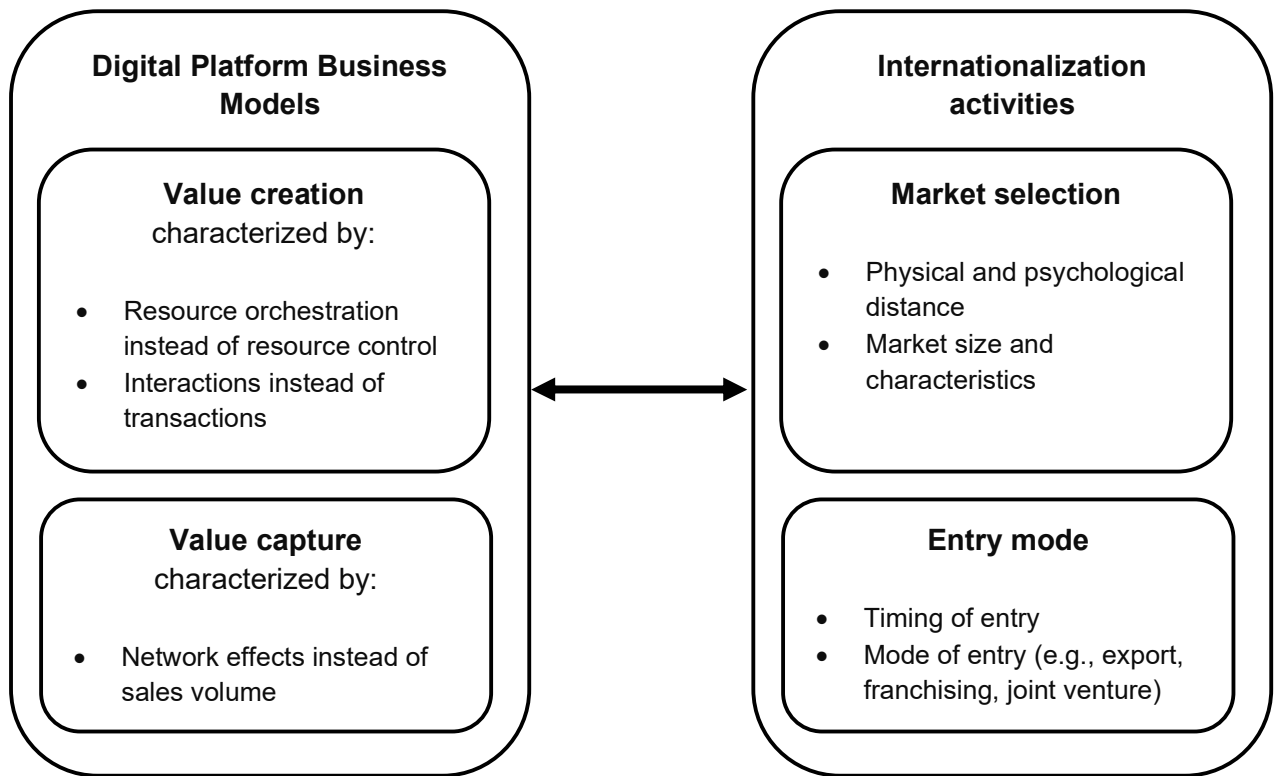 Digital Platform Business
Models
Value creation
characterized by:
• Resource orchestration
instead of resource control
• Interactions instead of
transactions
Value capture
characterized by:
• Network effects instead of
sales volume
Internationalization
activities
Market selection
• Physical and psychological
distance
• Market size and
characteristics
Entry mode
• Timing of entry
• Mode of entry (e.g., export,
franchising, joint venture)